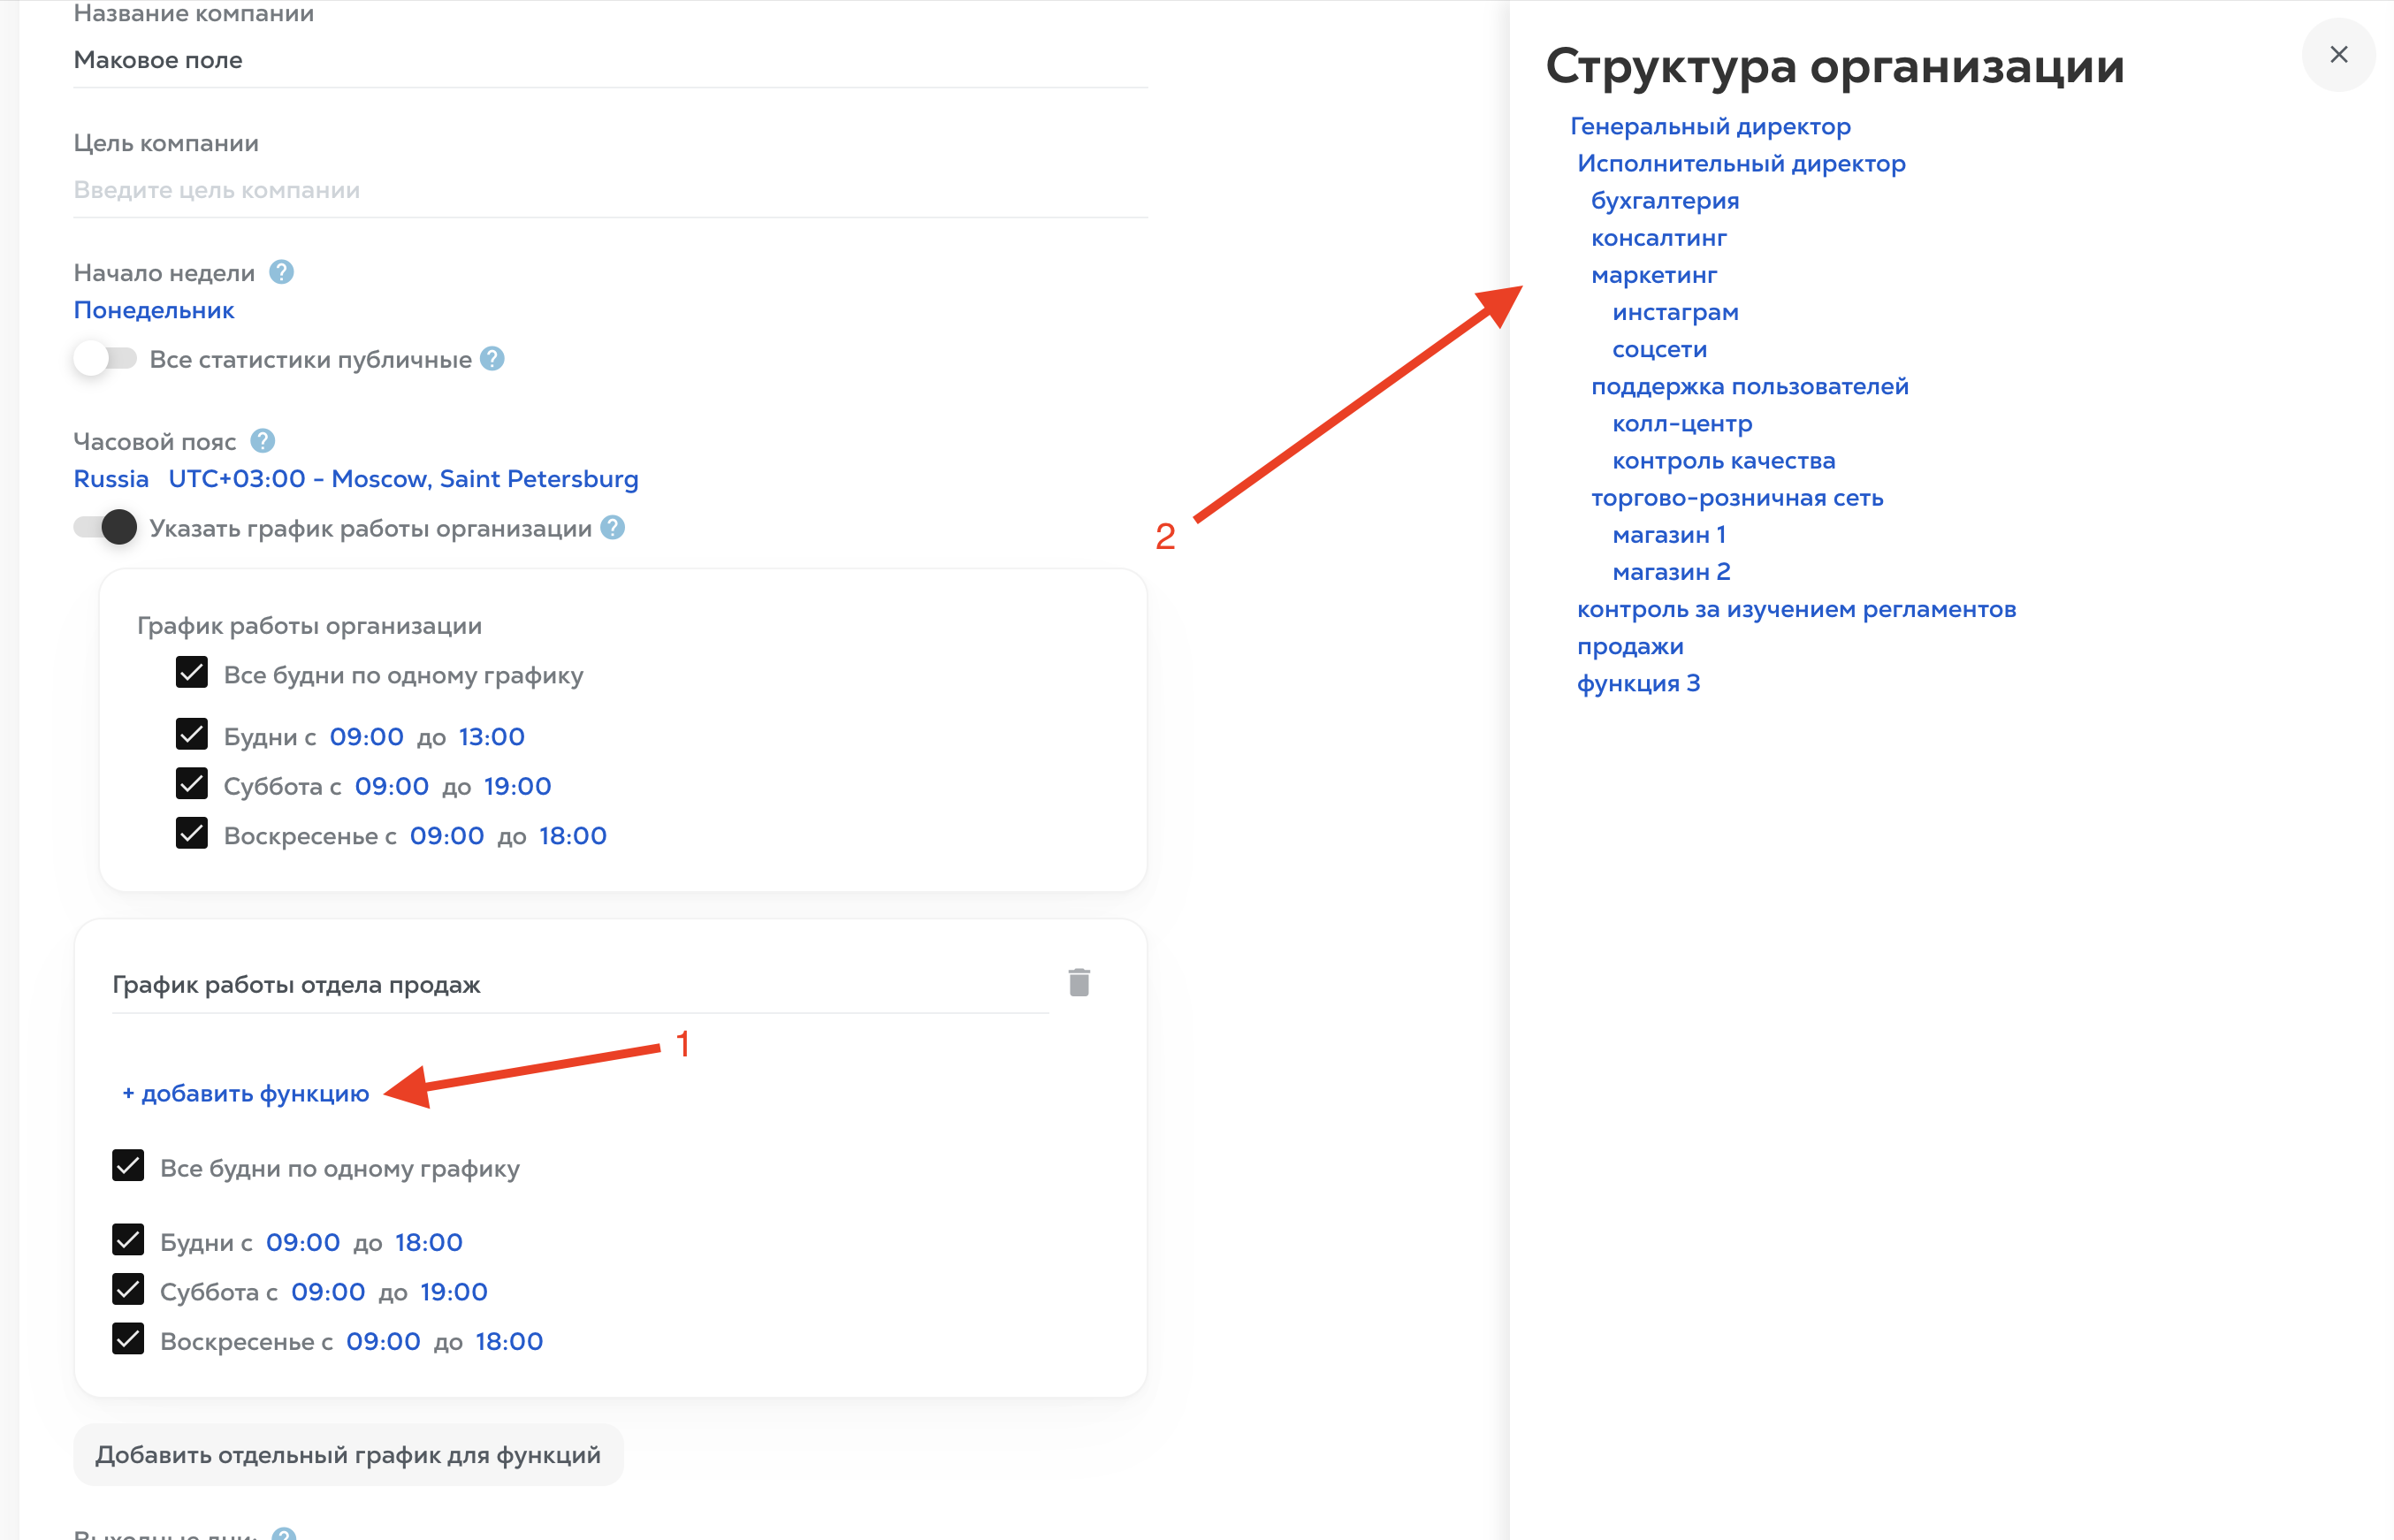 Название компании
Маковое поле
Цель компании
Введите цель компании
Начало недели ?
Понедельник
Все статистики публичные ?
Часовой пояс ?
Russia UTC+03:00 - Moscow, Saint Petersburg
Указать график работы организации ?
2
График работы организации
Все будни по одному графику
Будни с 09:00 до 13:00
Суббота с 09:00 до 19:00
Воскресенье с 09:00 до 18:00
График работы отдела продаж
1
+ добавить функцию
Все будни по одному графику
Будни с 09:00 до 18:00
Суббота с 09:00 до 19:00
Воскресенье с 09:00 до 18:00
Добавить отдельный график для функций
Выходные дни: ?
Структура организации
Генеральный директор
Исполнительный директор
бухгалтерия
консалтинг
маркетинг
инстаграм
соцсети
поддержка пользователей
колл-центр
контроль качества
торгово-розничная сеть
магазин 1
магазин 2
контроль за изучением регламентов
продажи
функция 3